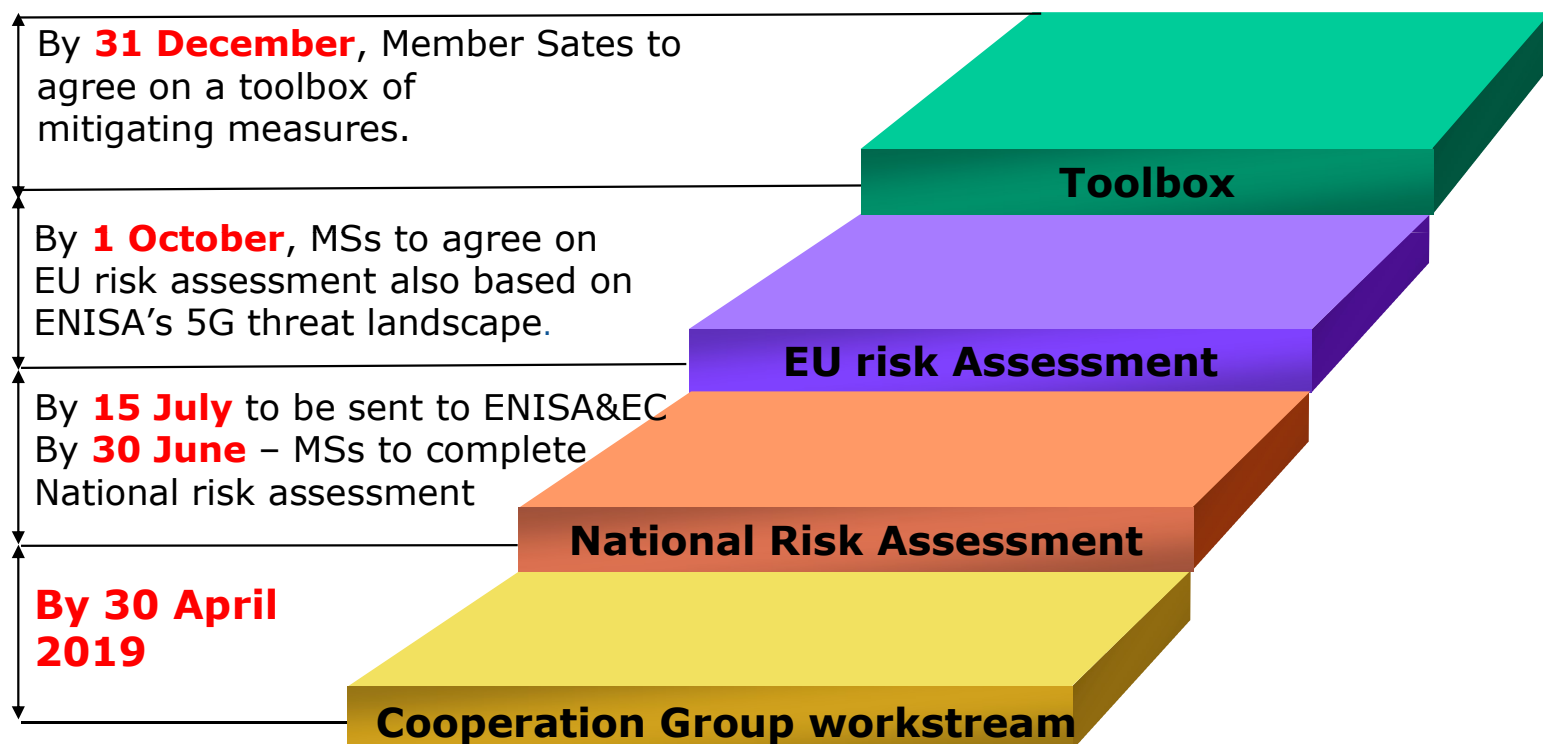 By 31 December, Member Sates to
agree on a toolbox of
mitigating measures.
Toolbox
By 1 October, MSs to agree on
EU risk assessment also based on
ENISA’s 5G threat landscape.
EU risk Assessment
By 15 July to be sent to ENISA&EC
By 30 June – MSs to complete
National risk assessment
National Risk Assessment
By 30 April
2019
Cooperation Group workstream